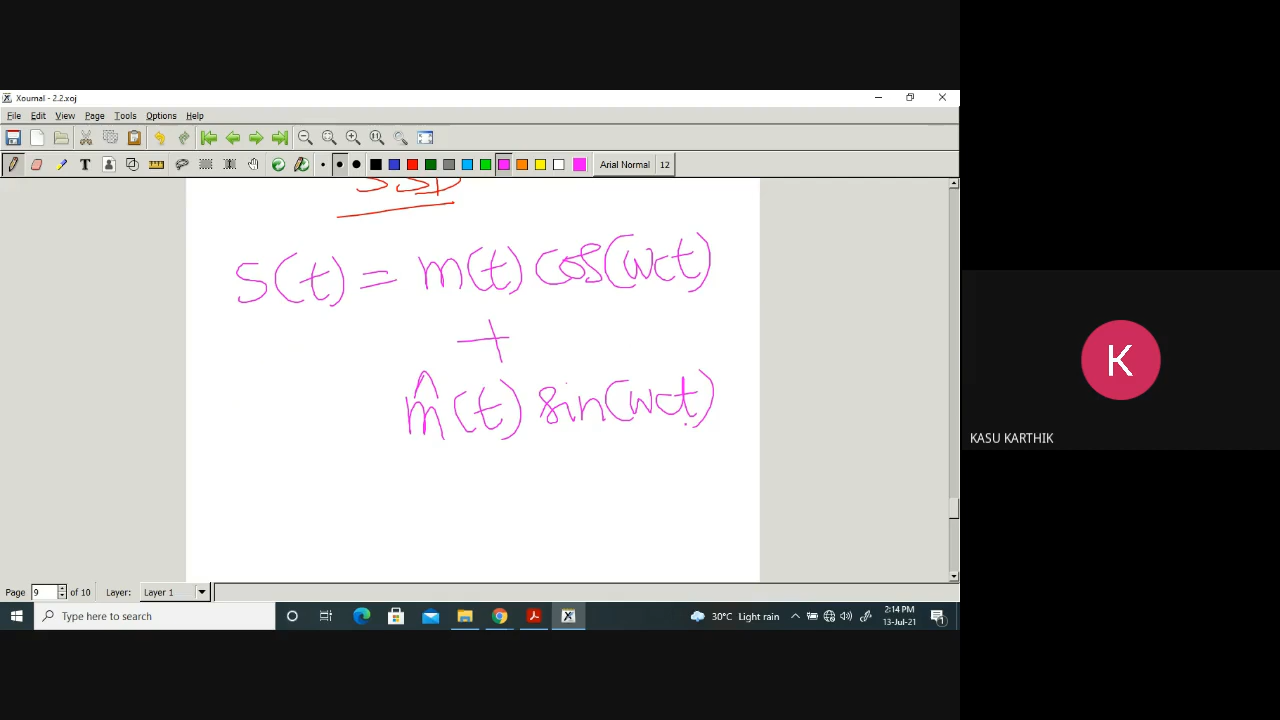 Xournal - 2.2.xoj
File Edit View Page Tools Options Help
T Arial Normal 12
SSB
S(t) = m(t) cos(wct)
+
m̂(t) sin(wct)
K
KASU KARTHIK
Page 9 of 10 Layer: Layer 1
Type here to search
30°C Light rain
2:14 PM
13-Jul-21
1